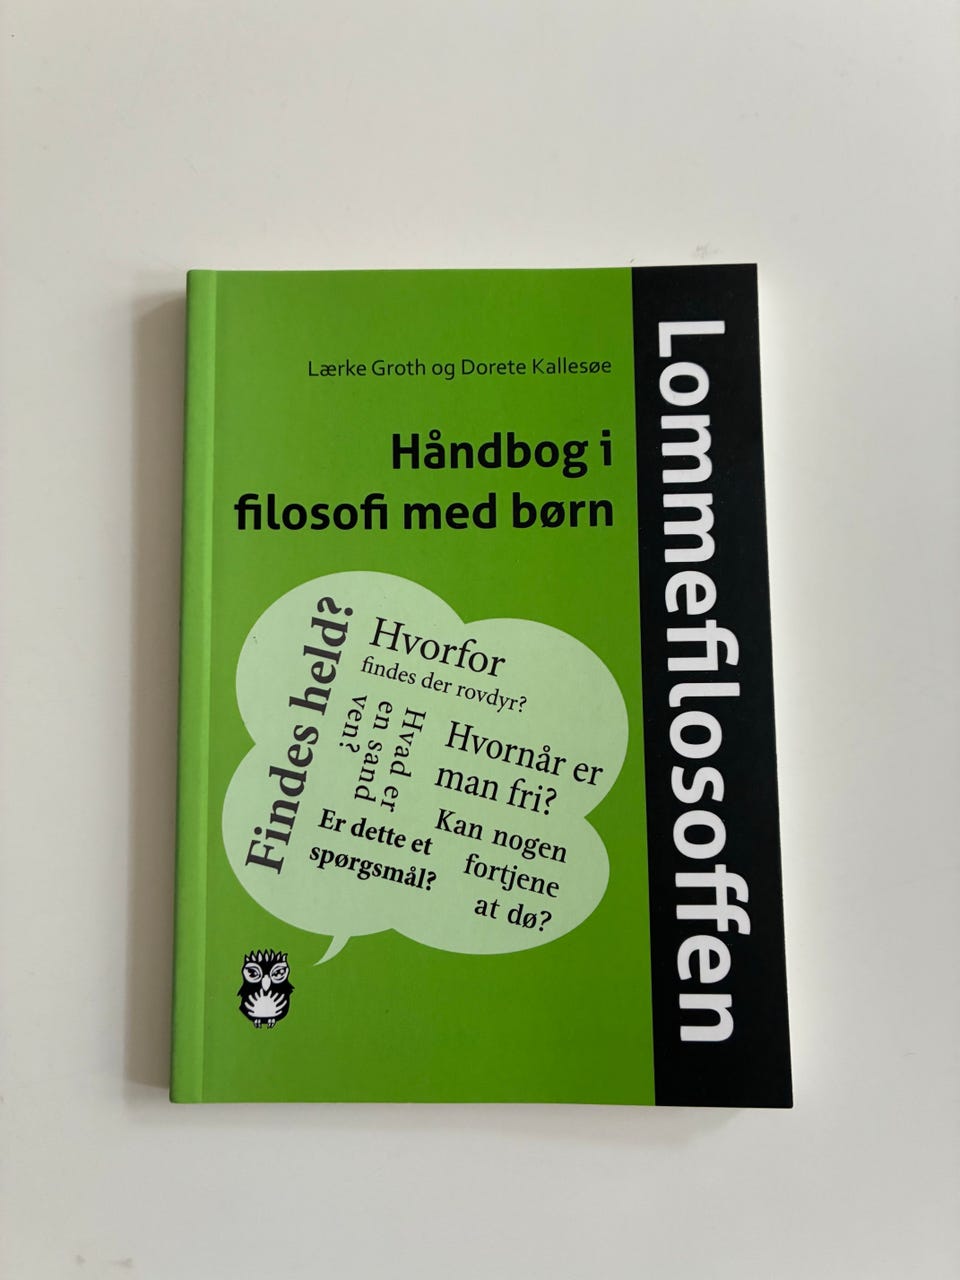 Lærke Groth og Dorete Kallesøe
Håndbog i
filosofi med børn
Findes held?
Hvorfor
findes der rovdyr?
Hvad er
en sand
ven?
Hvornår er
man fri?
Er dette et
spørgsmål?
Kan nogen
fortjene
at dø?
Lommefilosoffen